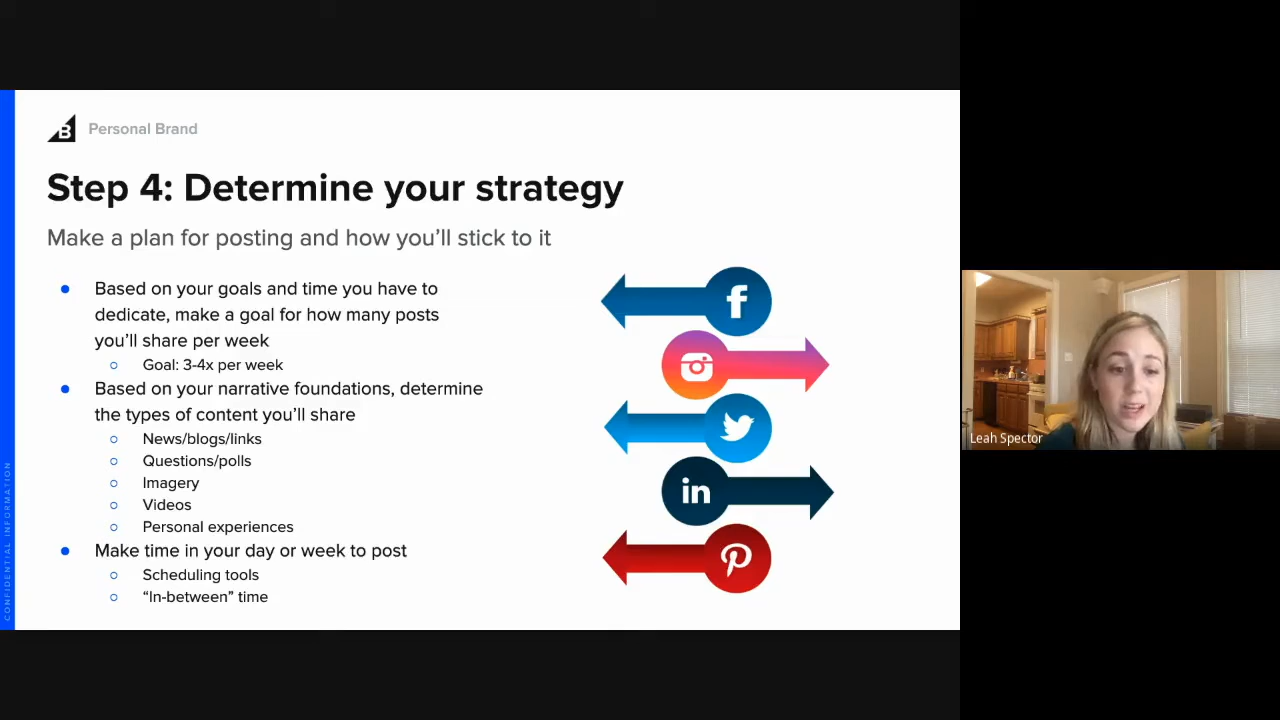 B
Personal Brand
Step 4: Determine your strategy
Make a plan for posting and how you’ll stick to it
Based on your goals and time you have to
dedicate, make a goal for how many posts
you’ll share per week
Goal: 3-4x per week
Based on your narrative foundations, determine
the types of content you’ll share
News/blogs/links
Questions/polls
Imagery
Videos
Personal experiences
Make time in your day or week to post
Scheduling tools
“In-between” time
CONFIDENTIAL INFORMATION
f
in
Leah Spector